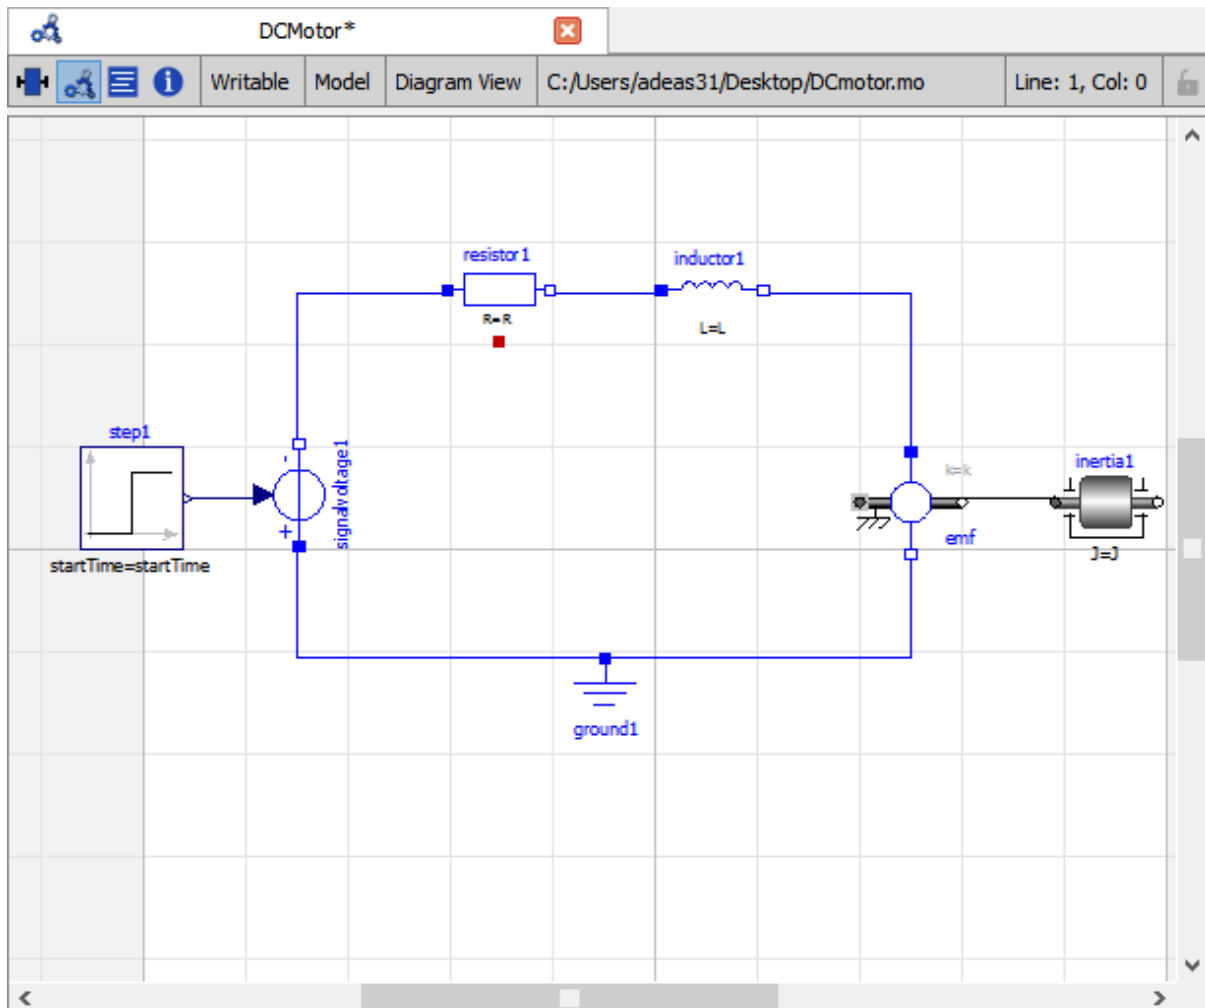 DCMotor*
Writable Model Diagram View C:/Users/adeas31/Desktop/DCmotor.mo Line: 1, Col: 0
resistor1
R=R
inductor1
L=L
step1
startTime=startTime
-
+
signalvoltage1
k=k
emf
inertia1
J=J
ground1